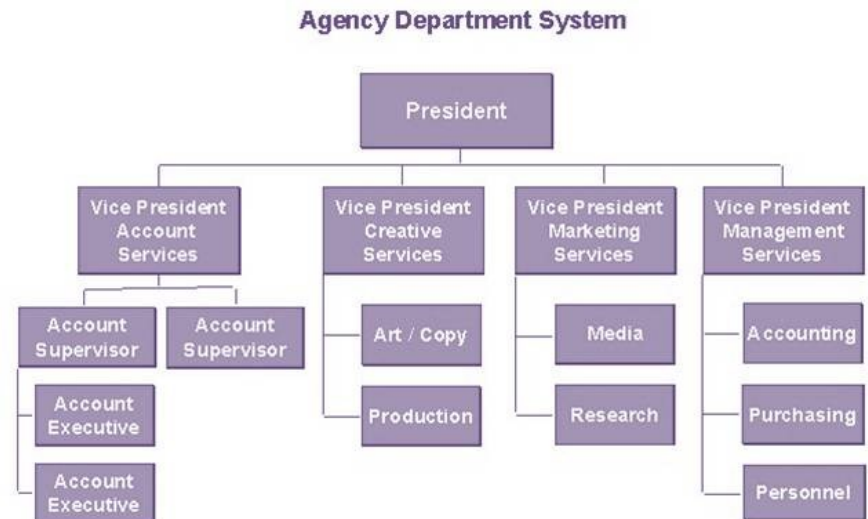 Agency Department System
President
Vice President
Account
Services
Vice President
Creative
Services
Vice President
Marketing
Services
Vice President
Management
Services
Account
Supervisor
Account
Supervisor
Account
Executive
Account
Executive
Art / Copy
Production
Media
Research
Accounting
Purchasing
Personnel